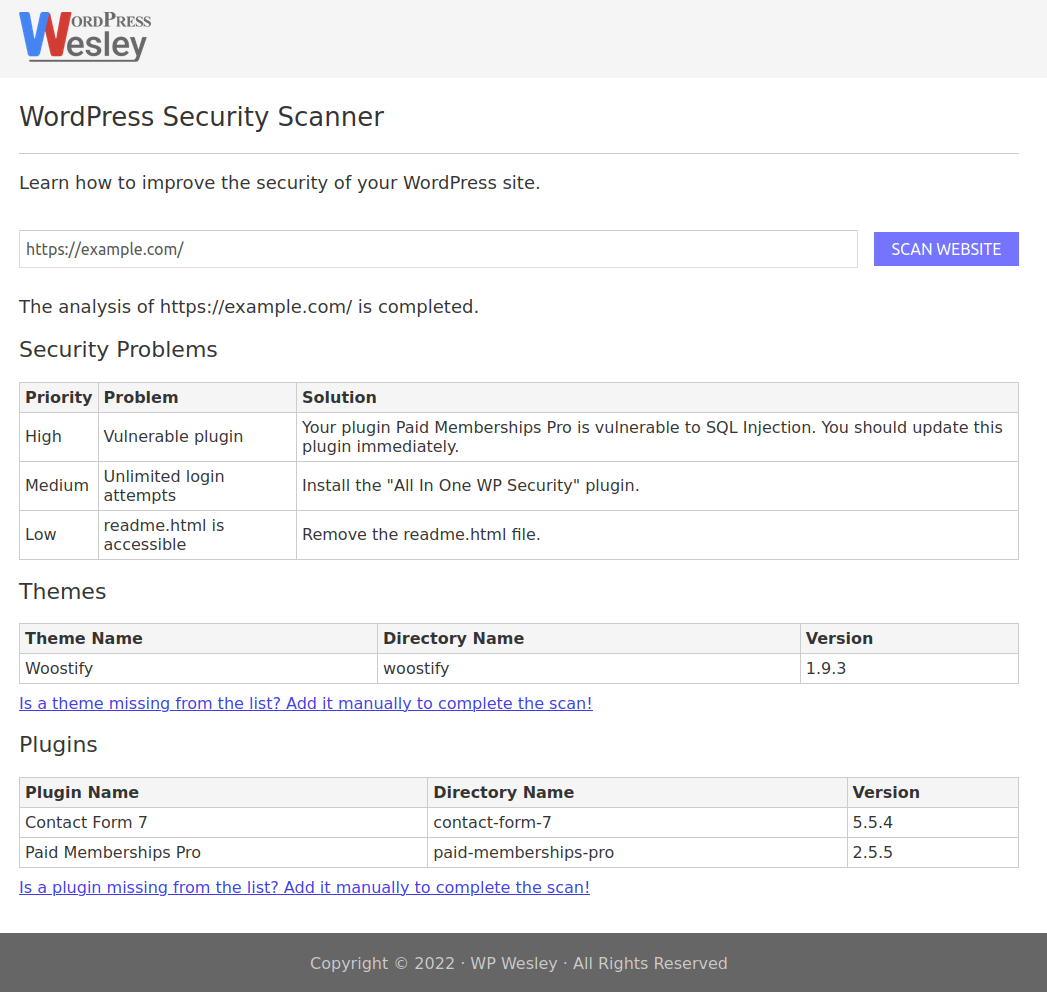 WordPress
Wesley
WordPress Security Scanner
Learn how to improve the security of your WordPress site.
https://example.com/ SCAN WEBSITE
The analysis of https://example.com/ is completed.
Security Problems
Priority Problem Solution
High Vulnerable plugin Your plugin Paid Memberships Pro is vulnerable to SQL Injection. You should update this
plugin immediately.
Medium Unlimited login
attempts Install the "All In One WP Security" plugin.
Low readme.html is
accessible Remove the readme.html file.
Themes
Theme Name Directory Name Version
Woostify woostify 1.9.3
Is a theme missing from the list? Add it manually to complete the scan!
Plugins
Plugin Name Directory Name Version
Contact Form 7 contact-form-7 5.5.4
Paid Memberships Pro paid-memberships-pro 2.5.5
Is a plugin missing from the list? Add it manually to complete the scan!
Copyright © 2022 · WP Wesley · All Rights Reserved